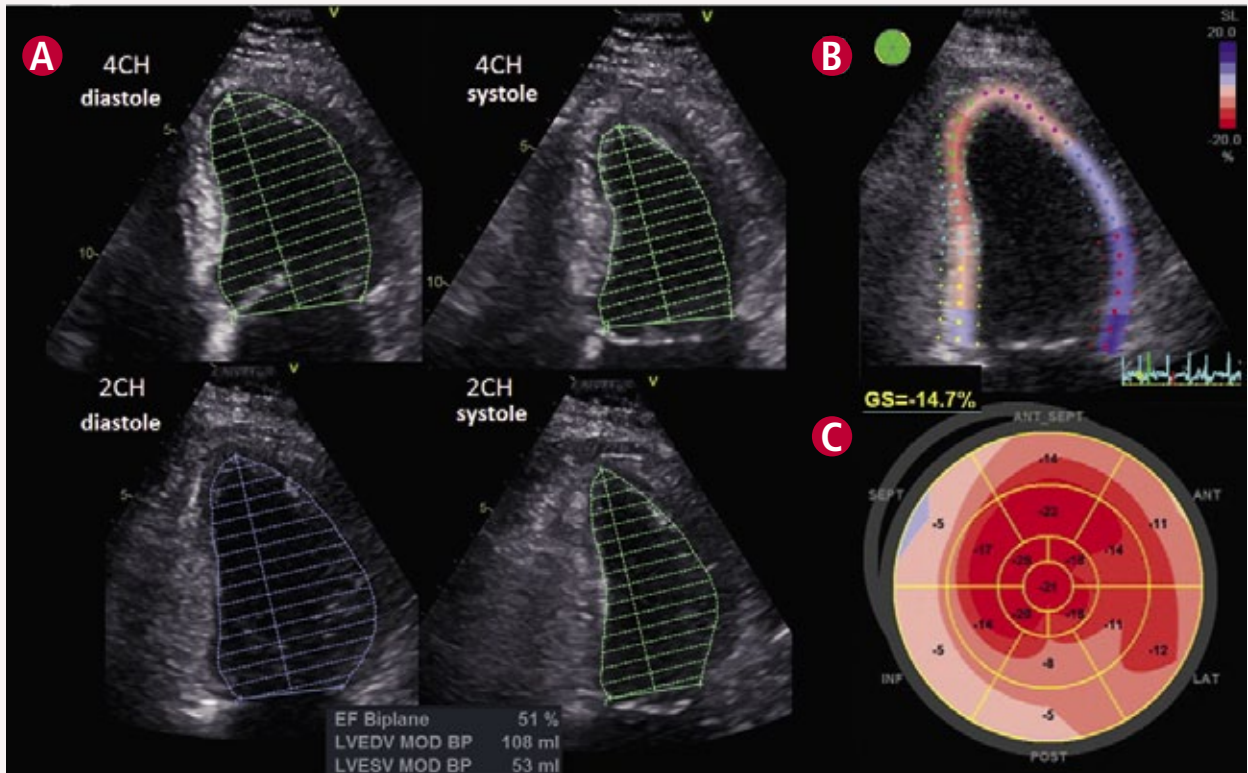 A
4CH
diastole
V
5
10
4CH
systole
V
5
10
2CH
diastole
V
5
2CH
systole
V
EF Biplane 51 %
LVEDV MOD BP 108 ml
LVESV MOD BP 53 ml
B
SL
20.0
-20.0
%
GS=-14.7%
C
ANT_SEPT
SEPT
ANT
INF
LAT
POST
-14
-5
-11
-23
-17
-14
-21
-11
-12
-5
-8
-5